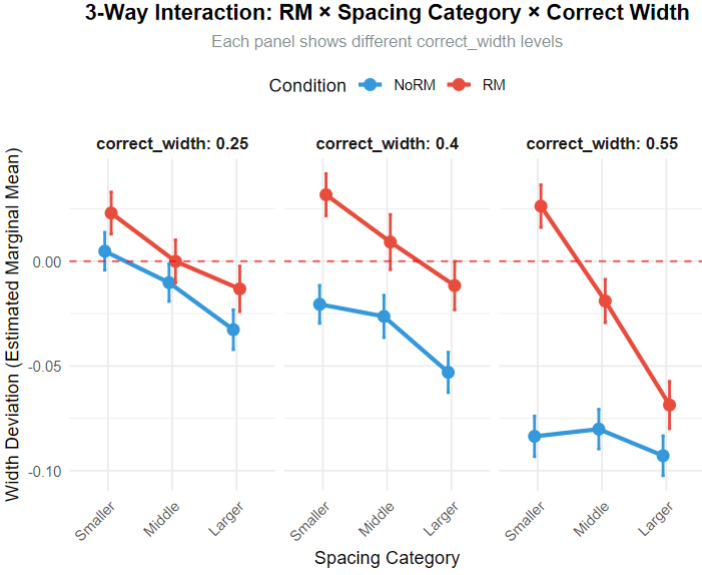 3-Way Interaction: RM × Spacing Category × Correct Width
Each panel shows different correct_width levels
Condition NoRM RM
correct_width: 0.25 correct_width: 0.4 correct_width: 0.55
Width Deviation (Estimated Marginal Mean)
0.00
-0.05
-0.10
Smaller Middle Larger Smaller Middle Larger Smaller Middle Larger
Spacing Category